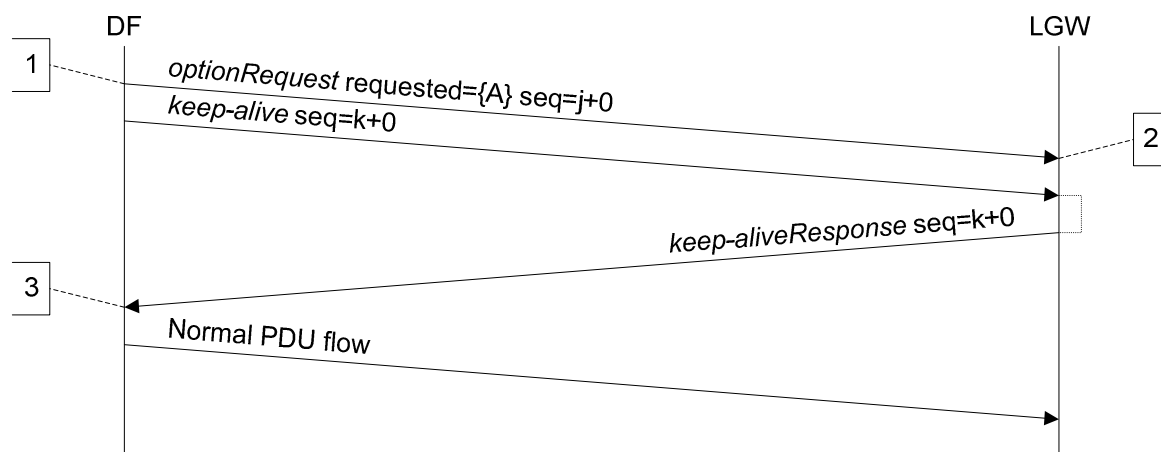 DF
LGW
1
optionRequest requested={A} seq=j+0
keep-alive seq=k+0
2
keep-aliveResponse seq=k+0
3
Normal PDU flow